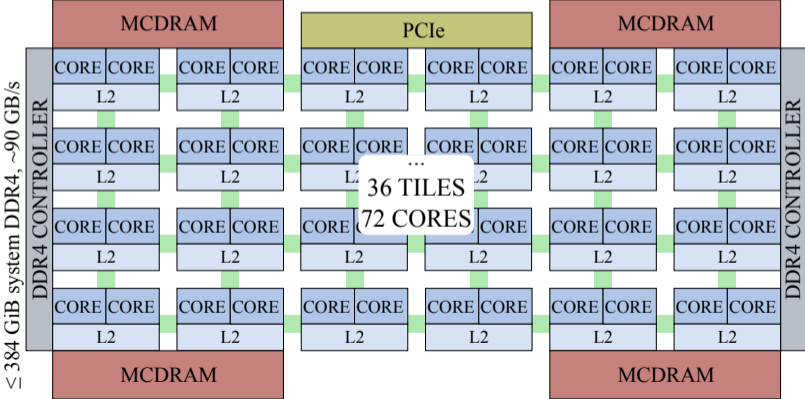 MCDRAM
PCIe
MCDRAM
≤ 384 GiB system DDR4, ~90 GB/s
DDR4 CONTROLLER
CORE CORE CORE CORE CORE CORE CORE CORE CORE CORE CORE CORE
L2 L2 L2 L2 L2 L2
CORE CORE CORE CORE CORE CORE CORE CORE CORE CORE CORE CORE
L2 L2 L2 L2 L2
...
36 TILES
72 CORES
CORE CORE CORE CORE CORE CORE CORE CORE CORE CORE
L2 L2 L2 L2 L2 L2
CORE CORE CORE CORE CORE CORE CORE CORE CORE CORE CORE CORE
L2 L2 L2 L2 L2 L2
DDR4 CONTROLLER
MCDRAM
MCDRAM